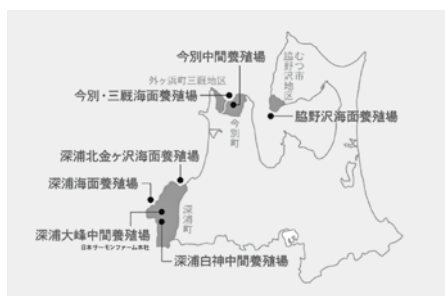 今別中間養殖場
外ヶ浜町三厩地区
今別・三厩海面養殖場
むつ市
脇野沢地区
脇野沢海面養殖場
今別町
深浦北金ヶ沢海面養殖場
深浦海面養殖場
深浦町
深浦大峰中間養殖場
日本サーモンファーム本社
深浦白神中間養殖場